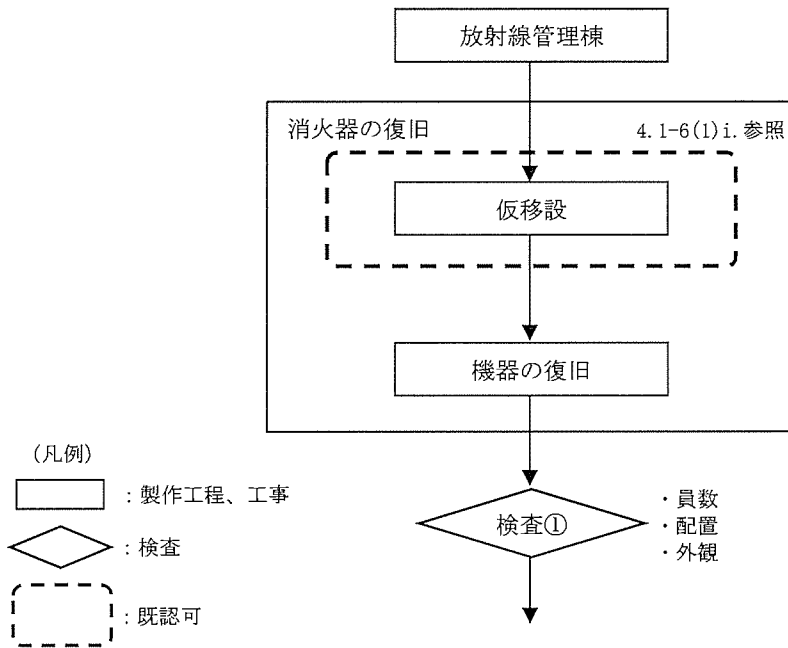 放射線管理棟
消火器の復旧
4.1-6(1)i.参照
仮移設
機器の復旧
検査①
・員数
・配置
・外観
(凡例)
：製作工程、工事
：検査
：既認可